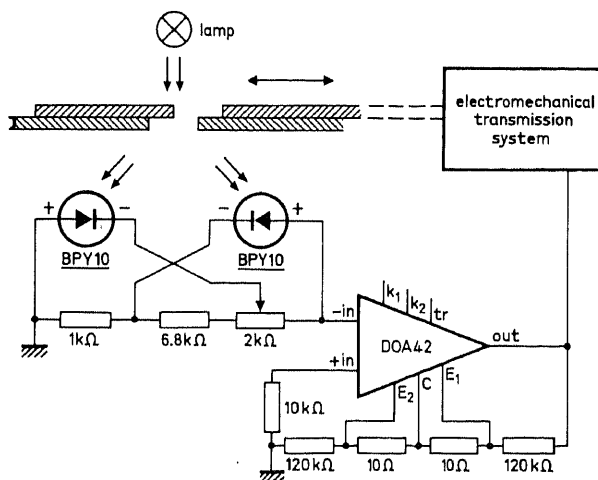 lamp
electromechanical
transmission
system
+ - - +
BPY10 BPY10
1kΩ 6.8kΩ 2kΩ
-in k1 k2 tr
DOA42 out
+in
E2 C E1
10kΩ
120kΩ 10Ω 10Ω 120kΩ